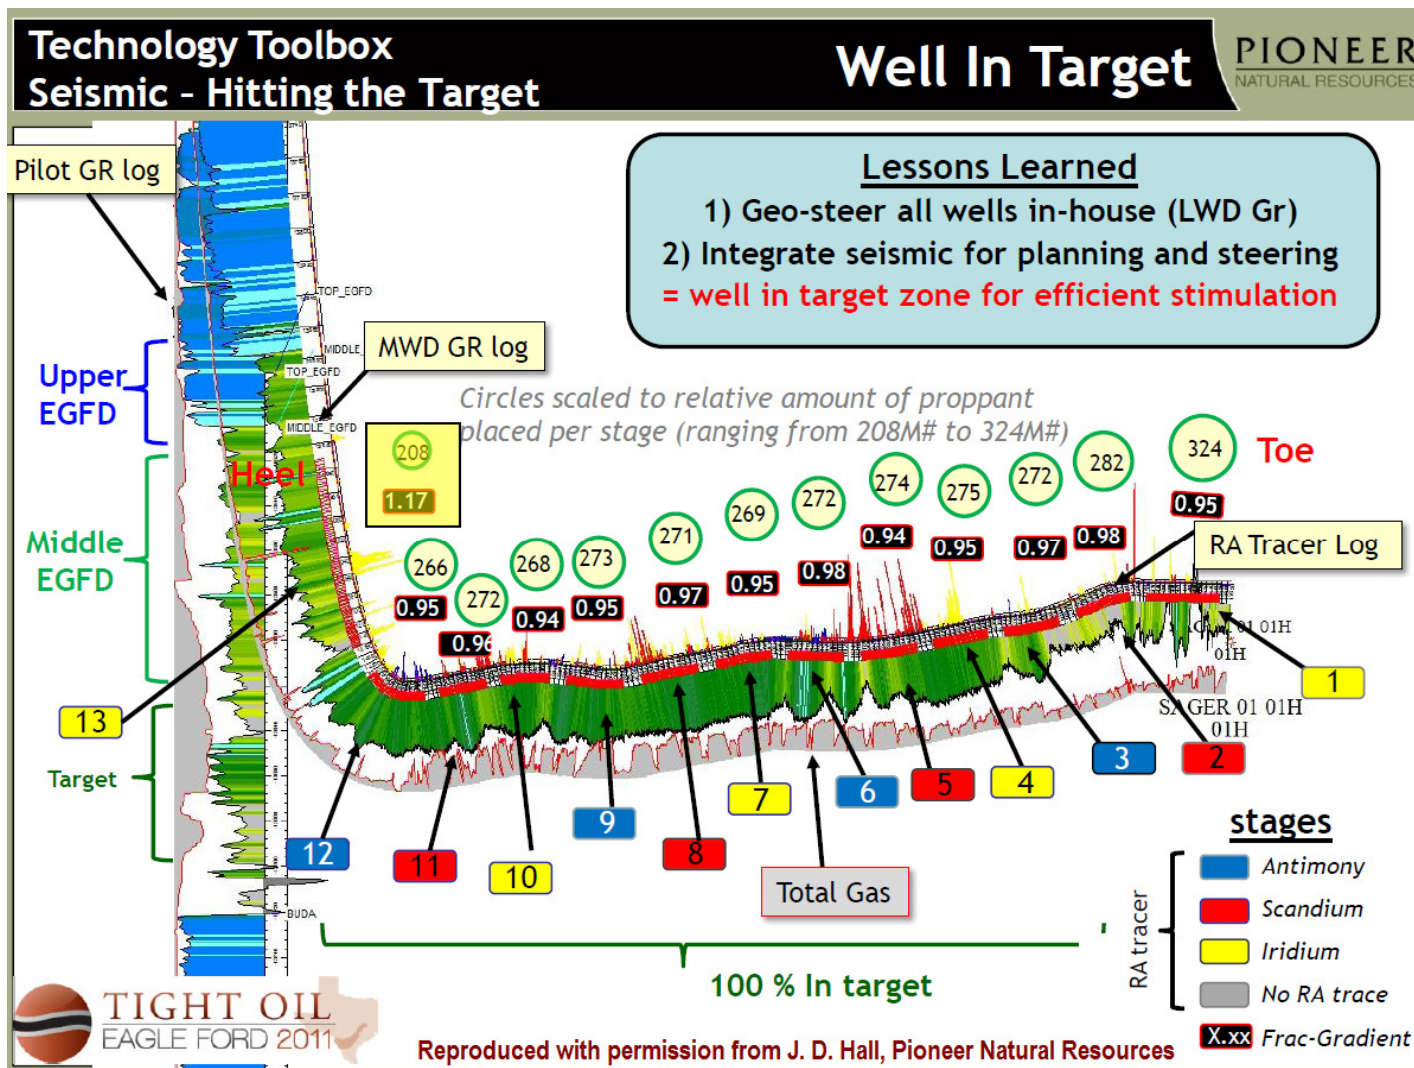 Technology Toolbox
Seismic – Hitting the Target
Well In Target
PIONEER
NATURAL RESOURCES
Pilot GR log
Lessons Learned
1) Geo-steer all wells in-house (LWD Gr)
2) Integrate seismic for planning and steering
= well in target zone for efficient stimulation
TOP_EGFD
MIDDLE_
MWD GR log
TOP_EGFD
Upper
EGFD
Circles scaled to relative amount of proppant
placed per stage (ranging from 208M# to 324M#)
MIDDLE_EGFD
208
1.17
Heel
266
272
268
273
271
269
272
274
275
272
282
324
Toe
0.95
0.96
0.94
0.95
0.97
0.95
0.98
0.94
0.95
0.97
0.98
0.95
Middle
EGFD
RA Tracer Log
01 01H
01H
SAGER 01 01H
01H
Target
13
12
11
10
9
8
7
6
5
4
3
2
1
Total Gas
BUDA
100 % In target
stages
RA tracer
Antimony
Scandium
Iridium
No RA trace
X.xx Frac-Gradient
TIGHT OIL
EAGLE FORD 2011
Reproduced with permission from J. D. Hall, Pioneer Natural Resources